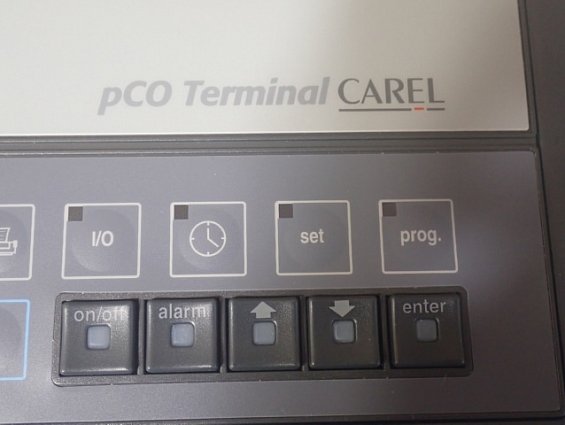 pCO Terminal CAREL
I/O set prog.
on/off alarm enter